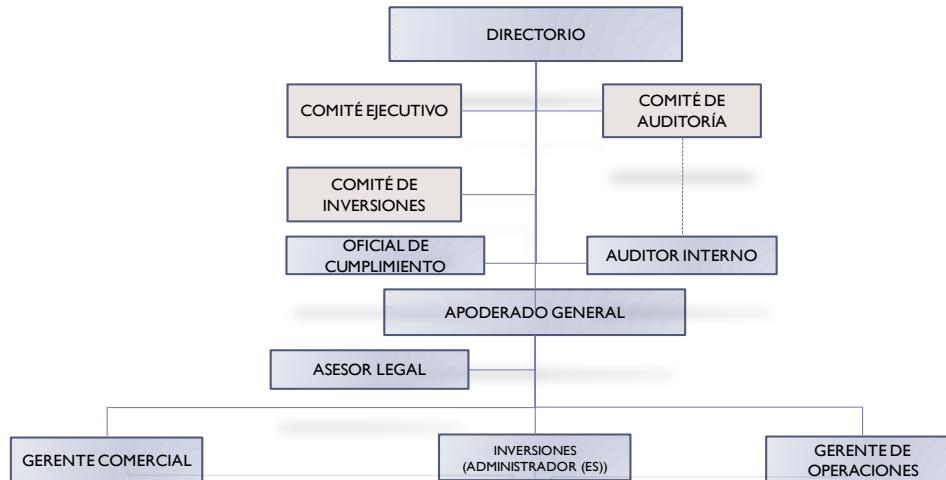 DIRECTORIO
COMITÉ EJECUTIVO
COMITÉ DE
AUDITORÍA
COMITÉ DE
INVERSIONES
OFICIAL DE
CUMPLIMIENTO
AUDITOR INTERNO
APODERADO GENERAL
ASESOR LEGAL
GERENTE COMERCIAL
INVERSIONES
(ADMINISTRADOR (ES))
GERENTE DE
OPERACIONES